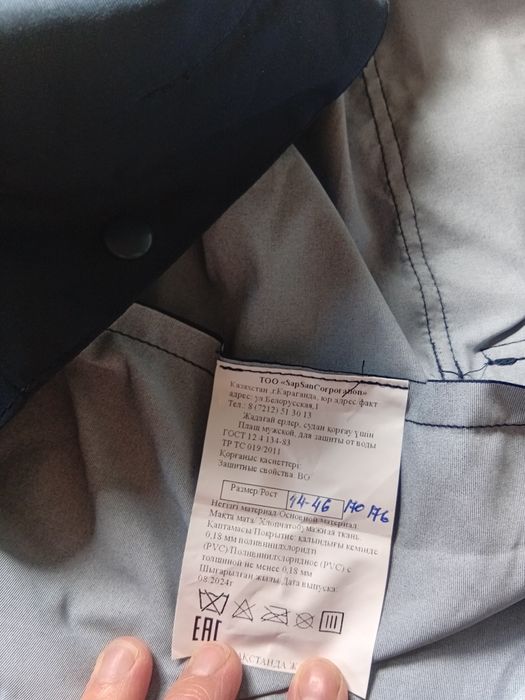 ТОО «SapSanCorporation»
Казахстан ,г.Караганда, юр адрес факт
адрес: ул.Белорусская,1
Тел.: 8 (7212) 51 30 13
Жадағай ерлер, судан қорғау үшін
Плащ мужской, для защиты от воды
ГОСТ 12 4 134-83
ТР ТС 019/2011
Қорғаныс қасиеттері:
Защитные свойства: ВО
Размер/Рост 44-46 170 176
Негізгі материал/Основной материал:
Мақта мата/ Хлопчатобумажная ткань
Қаптамасы/Покрытие: қалыңдығы кемінде
0,18 мм поливинилхлоридті
(PVC)/Поливинилхлоридное (PVC) с
толщиной не менее 0,18 мм
Шығарылған жылы/Дата выпуска:
08.2024г
EAC
ҚАЗАҚСТАНДА